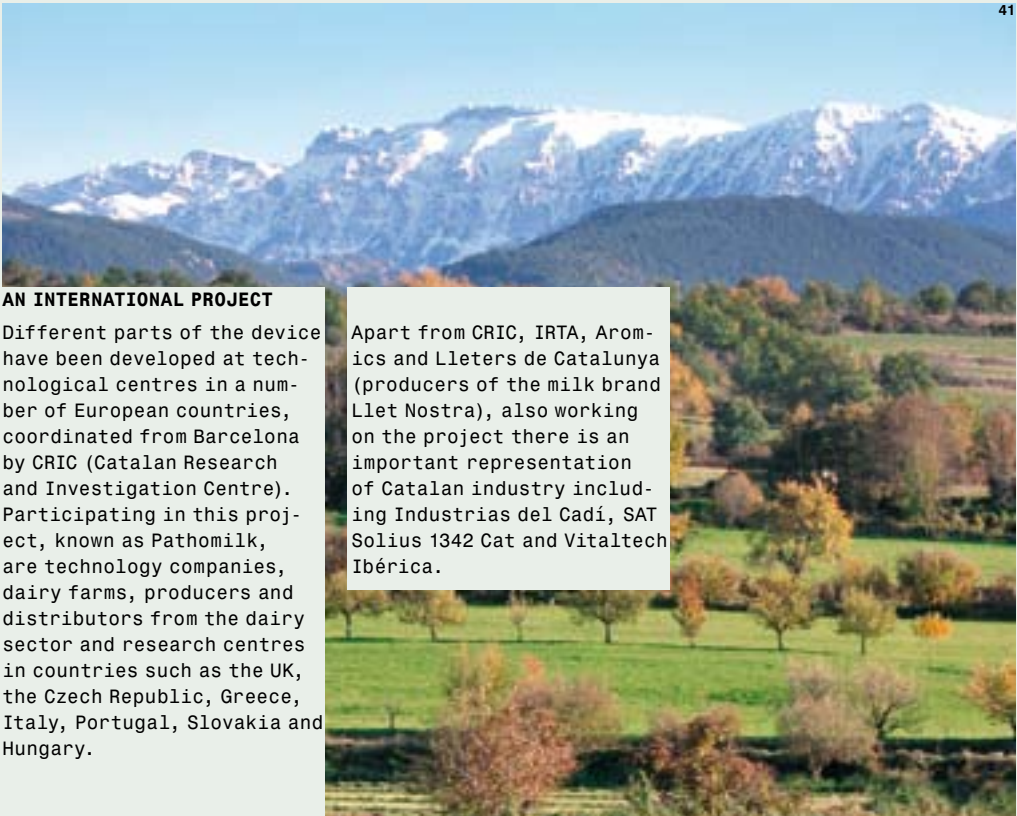 41
AN INTERNATIONAL PROJECT
Different parts of the device
have been developed at tech-
nological centres in a num-
ber of European countries,
coordinated from Barcelona
by CRIC (Catalan Research
and Investigation Centre).
Participating in this proj-
ect, known as Pathomilk,
are technology companies,
dairy farms, producers and
distributors from the dairy
sector and research centres
in countries such as the UK,
the Czech Republic, Greece,
Italy, Portugal, Slovakia and
Hungary.
Apart from CRIC, IRTA, Arom-
ics and Lleters de Catalunya
(producers of the milk brand
Llet Nostra), also working
on the project there is an
important representation
of Catalan industry includ-
ing Industrias del Cadí, SAT
Solius 1342 Cat and Vitaltech
Ibérica.